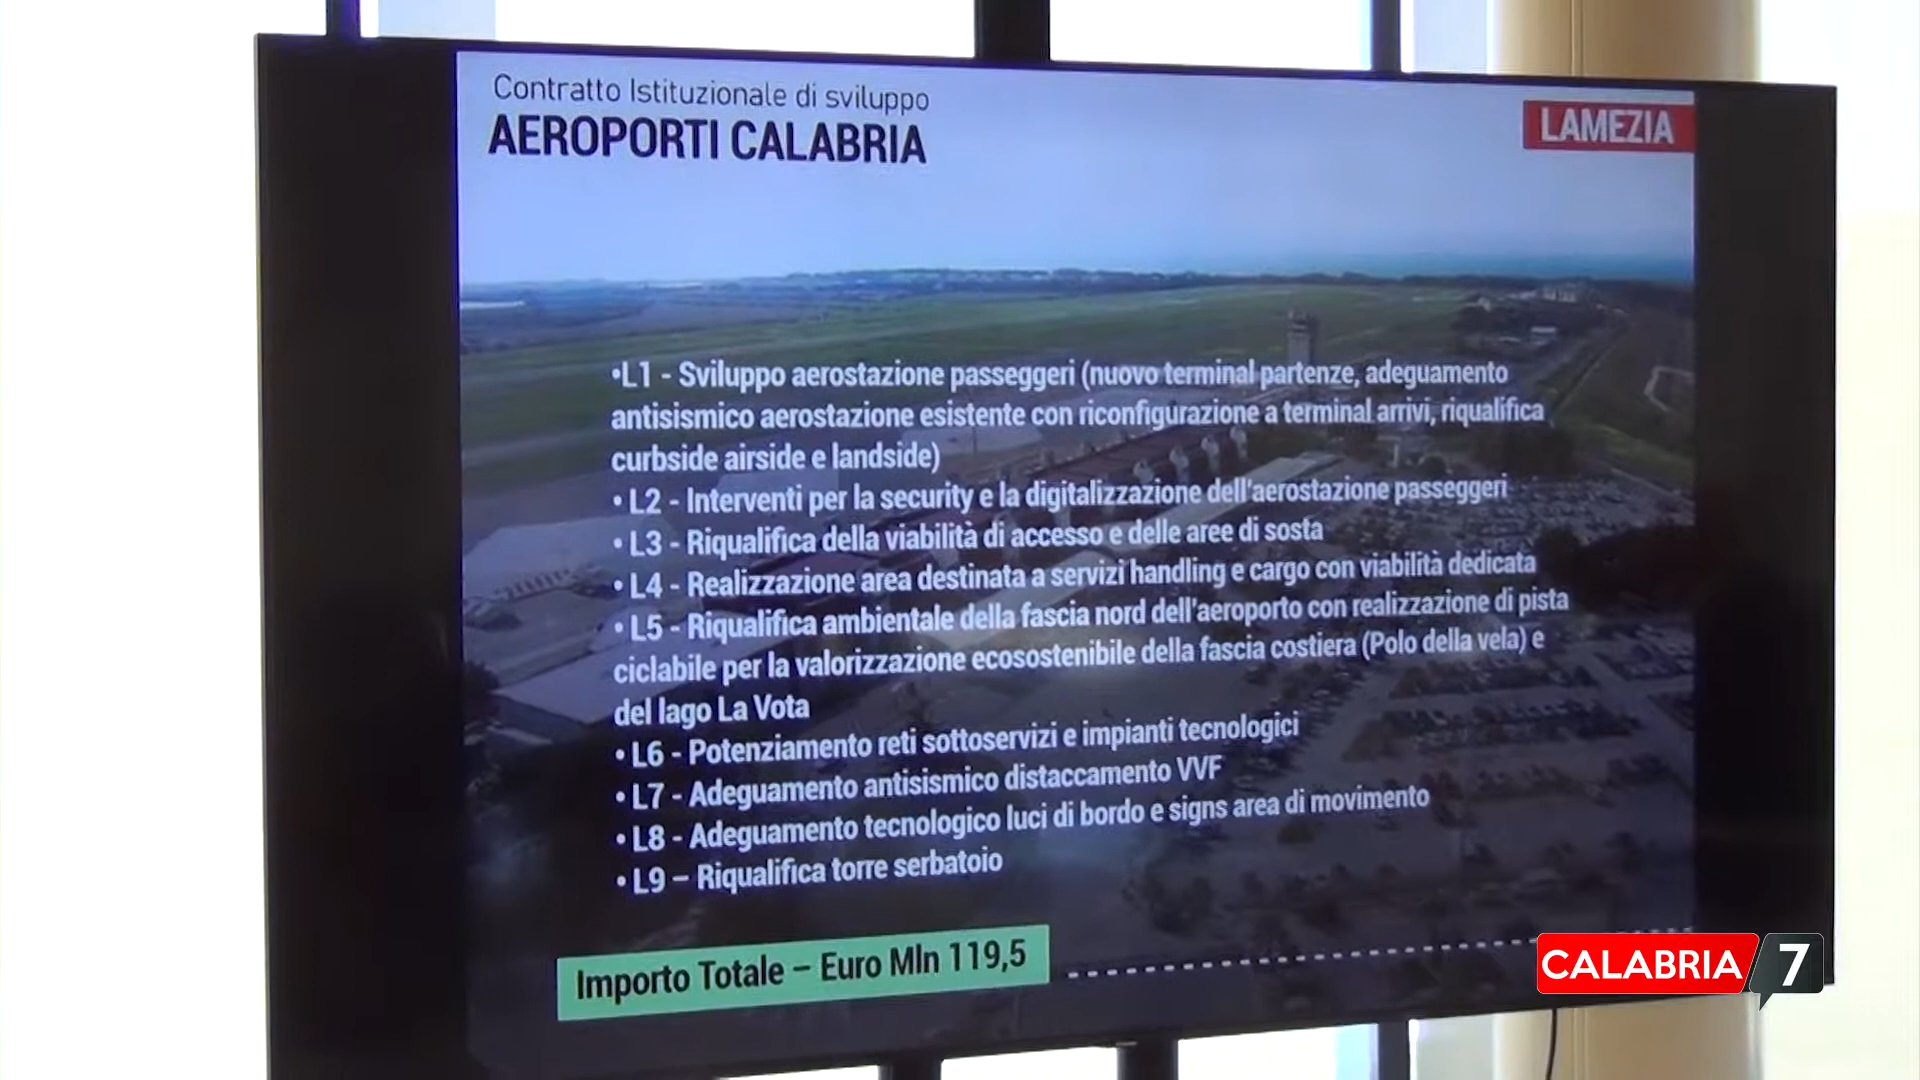 Contratto Istituzionale di sviluppo
AEROPORTI CALABRIA
LAMEZIA
•L1 - Sviluppo aerostazione passeggeri (nuovo terminal partenze, adeguamento
antisismico aerostazione esistente con riconfigurazione a terminal arrivi, riqualifica
curbside airside e landside)
• L2 - Interventi per la security e la digitalizzazione dell'aerostazione passeggeri
• L3 - Riqualifica della viabilità di accesso e delle aree di sosta
• L4 - Realizzazione area destinata a servizi handling e cargo con viabilità dedicata
• L5 - Riqualifica ambientale della fascia nord dell'aeroporto con realizzazione di pista
ciclabile per la valorizzazione ecosostenibile della fascia costiera (Polo della vela) e
del lago La Vota
• L6 - Potenziamento reti sottoservizi e impianti tecnologici
• L7 - Adeguamento antisismico distaccamento VVF
• L8 - Adeguamento tecnologico luci di bordo e signs area di movimento
• L9 – Riqualifica torre serbatoio
Importo Totale – Euro Mln 119,5
CALABRIA 7